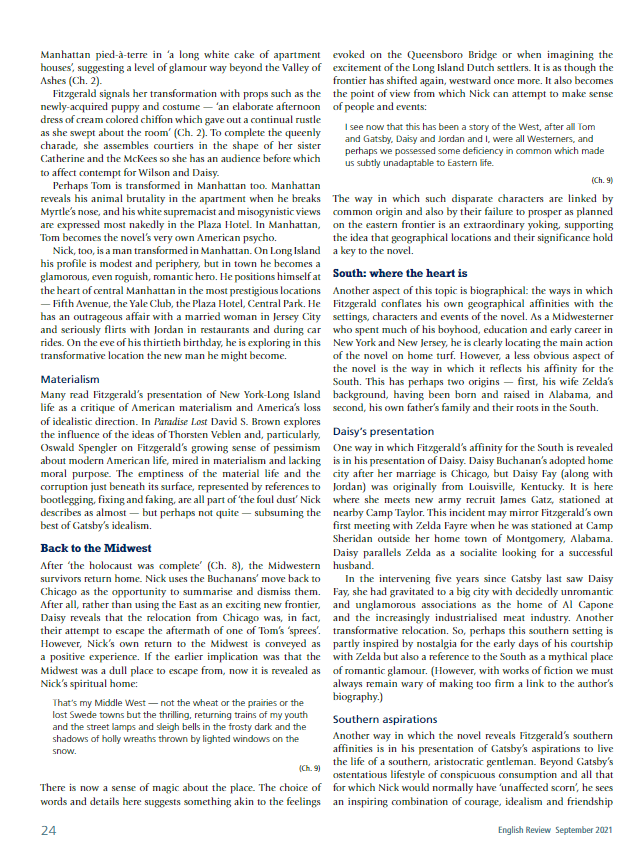 Manhattan pied-à-terre in ‘a long white cake of apartment
houses’, suggesting a level of glamour way beyond the Valley of
Ashes (Ch. 2).
Fitzgerald signals her transformation with props such as the
newly-acquired puppy and costume — ‘an elaborate afternoon
dress of cream colored chiffon which gave out a continual rustle
as she swept about the room’ (Ch. 2). To complete the queenly
charade, she assembles courtiers in the shape of her sister
Catherine and the McKees so she has an audience before which
to affect contempt for Wilson and Daisy.
Perhaps Tom is transformed in Manhattan too. Manhattan
reveals his animal brutality in the apartment when he breaks
Myrtle’s nose, and his white supremacist and misogynistic views
are expressed most nakedly in the Plaza Hotel. In Manhattan,
Tom becomes the novel’s very own American psycho.
Nick, too, is a man transformed in Manhattan. On Long Island
his profile is modest and periphery, but in town he becomes a
glamorous, even roguish, romantic hero. He positions himself at
the heart of central Manhattan in the most prestigious locations
— Fifth Avenue, the Yale Club, the Plaza Hotel, Central Park. He
has an outrageous affair with a married woman in Jersey City
and seriously flirts with Jordan in restaurants and during car
rides. On the eve of his thirtieth birthday, he is exploring in this
transformative location the new man he might become.
Materialism
Many read Fitzgerald’s presentation of New York-Long Island
life as a critique of American materialism and America’s loss
of idealistic direction. In Paradise Lost David S. Brown explores
the influence of the ideas of Thorsten Veblen and, particularly,
Oswald Spengler on Fitzgerald’s growing sense of pessimism
about modern American life, mired in materialism and lacking
moral purpose. The emptiness of the material life and the
corruption just beneath its surface, represented by references to
bootlegging, fixing and faking, are all part of ‘the foul dust’ Nick
describes as almost — but perhaps not quite — subsuming the
best of Gatsby’s idealism.
Back to the Midwest
After ‘the holocaust was complete’ (Ch. 8), the Midwestern
survivors return home. Nick uses the Buchanans’ move back to
Chicago as the opportunity to summarise and dismiss them.
After all, rather than using the East as an exciting new frontier,
Daisy reveals that the relocation from Chicago was, in fact,
their attempt to escape the aftermath of one of Tom’s ‘sprees’.
However, Nick’s own return to the Midwest is conveyed as
a positive experience. If the earlier implication was that the
Midwest was a dull place to escape from, now it is revealed as
Nick’s spiritual home:
That’s my Middle West — not the wheat or the prairies or the
lost Swede towns but the thrilling, returning trains of my youth
and the street lamps and sleigh bells in the frosty dark and the
shadows of holly wreaths thrown by lighted windows on the
snow.
(Ch. 9)
There is now a sense of magic about the place. The choice of
words and details here suggests something akin to the feelings
evoked on the Queensboro Bridge or when imagining the
excitement of the Long Island Dutch settlers. It is as though the
frontier has shifted again, westward once more. It also becomes
the point of view from which Nick can attempt to make sense
of people and events:
I see now that this has been a story of the West, after all Tom
and Gatsby, Daisy and Jordan and I, were all Westerners, and
perhaps we possessed some deficiency in common which made
us subtly unadaptable to Eastern life.
(Ch. 9)
The way in which such disparate characters are linked by
common origin and also by their failure to prosper as planned
on the eastern frontier is an extraordinary yoking, supporting
the idea that geographical locations and their significance hold
a key to the novel.
South: where the heart is
Another aspect of this topic is biographical: the ways in which
Fitzgerald conflates his own geographical affinities with the
settings, characters and events of the novel. As a Midwesterner
who spent much of his boyhood, education and early career in
New York and New Jersey, he is clearly locating the main action
of the novel on home turf. However, a less obvious aspect of
the novel is the way in which it reflects his affinity for the
South. This has perhaps two origins — first, his wife Zelda’s
background, having been born and raised in Alabama, and
second, his own father’s family and their roots in the South.
Daisy’s presentation
One way in which Fitzgerald’s affinity for the South is revealed
is in his presentation of Daisy. Daisy Buchanan’s adopted home
city after her marriage is Chicago, but Daisy Fay (along with
Jordan) was originally from Louisville, Kentucky. It is here
where she meets new army recruit James Gatz, stationed at
nearby Camp Taylor. This incident may mirror Fitzgerald’s own
first meeting with Zelda Fayre when he was stationed at Camp
Sheridan outside her home town of Montgomery, Alabama.
Daisy parallels Zelda as a socialite looking for a successful
husband.
In the intervening five years since Gatsby last saw Daisy
Fay, she had gravitated to a big city with decidedly unromantic
and unglamorous associations as the home of Al Capone
and the increasingly industrialised meat industry. Another
transformative relocation. So, perhaps this southern setting is
partly inspired by nostalgia for the early days of his courtship
with Zelda but also a reference to the South as a mythical place
of romantic glamour. (However, with works of fiction we must
always remain wary of making too firm a link to the author’s
biography.)
Southern aspirations
Another way in which the novel reveals Fitzgerald’s southern
affinities is in his presentation of Gatsby’s aspirations to live
the life of a southern, aristocratic gentleman. Beyond Gatsby’s
ostentatious lifestyle of conspicuous consumption and all that
for which Nick would normally have ‘unaffected scorn’, he sees
an inspiring combination of courage, idealism and friendship
24
English Review September 2021